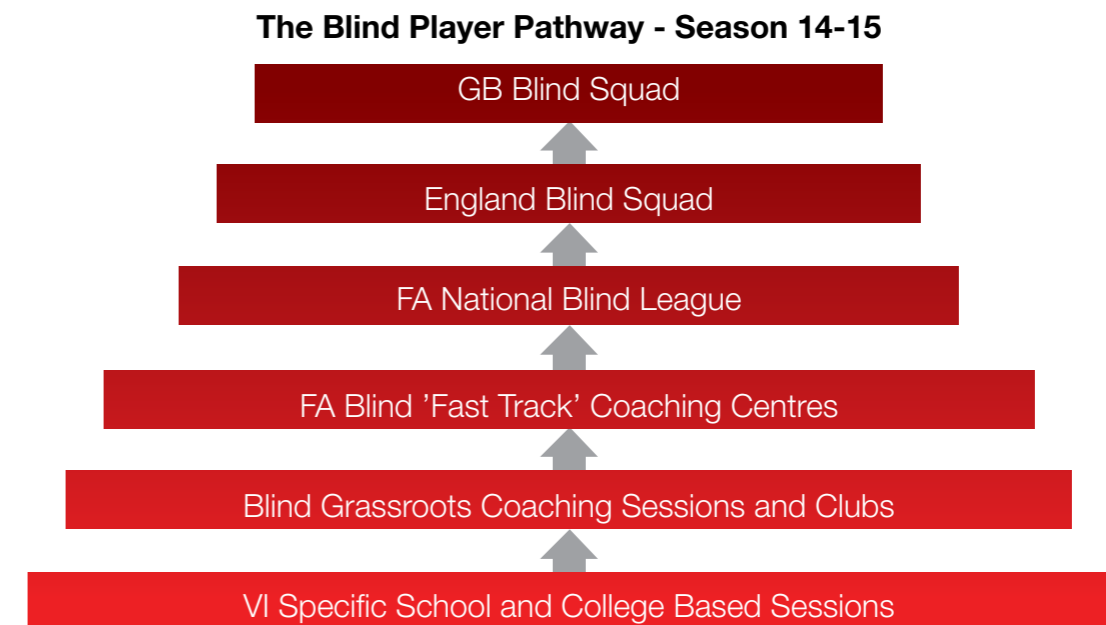 The Blind Player Pathway - Season 14-15
GB Blind Squad
England Blind Squad
FA National Blind League
FA Blind ’Fast Track’ Coaching Centres
Blind Grassroots Coaching Sessions and Clubs
VI Specific School and College Based Sessions